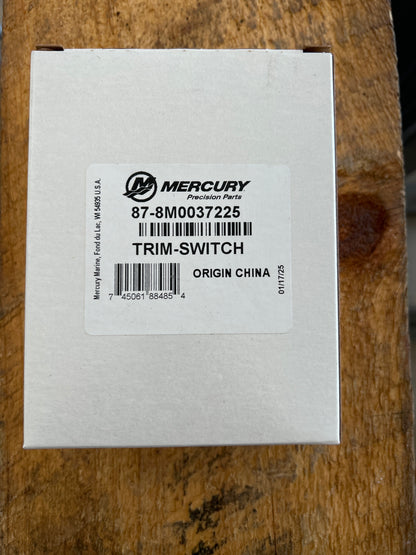 MERCURY
Precision Parts
87-8M0037225
TRIM-SWITCH
ORIGIN CHINA
7 45061 88485 4
01/17/25
Mercury Marine, Fond du Lac, WI 54935 U.S.A.